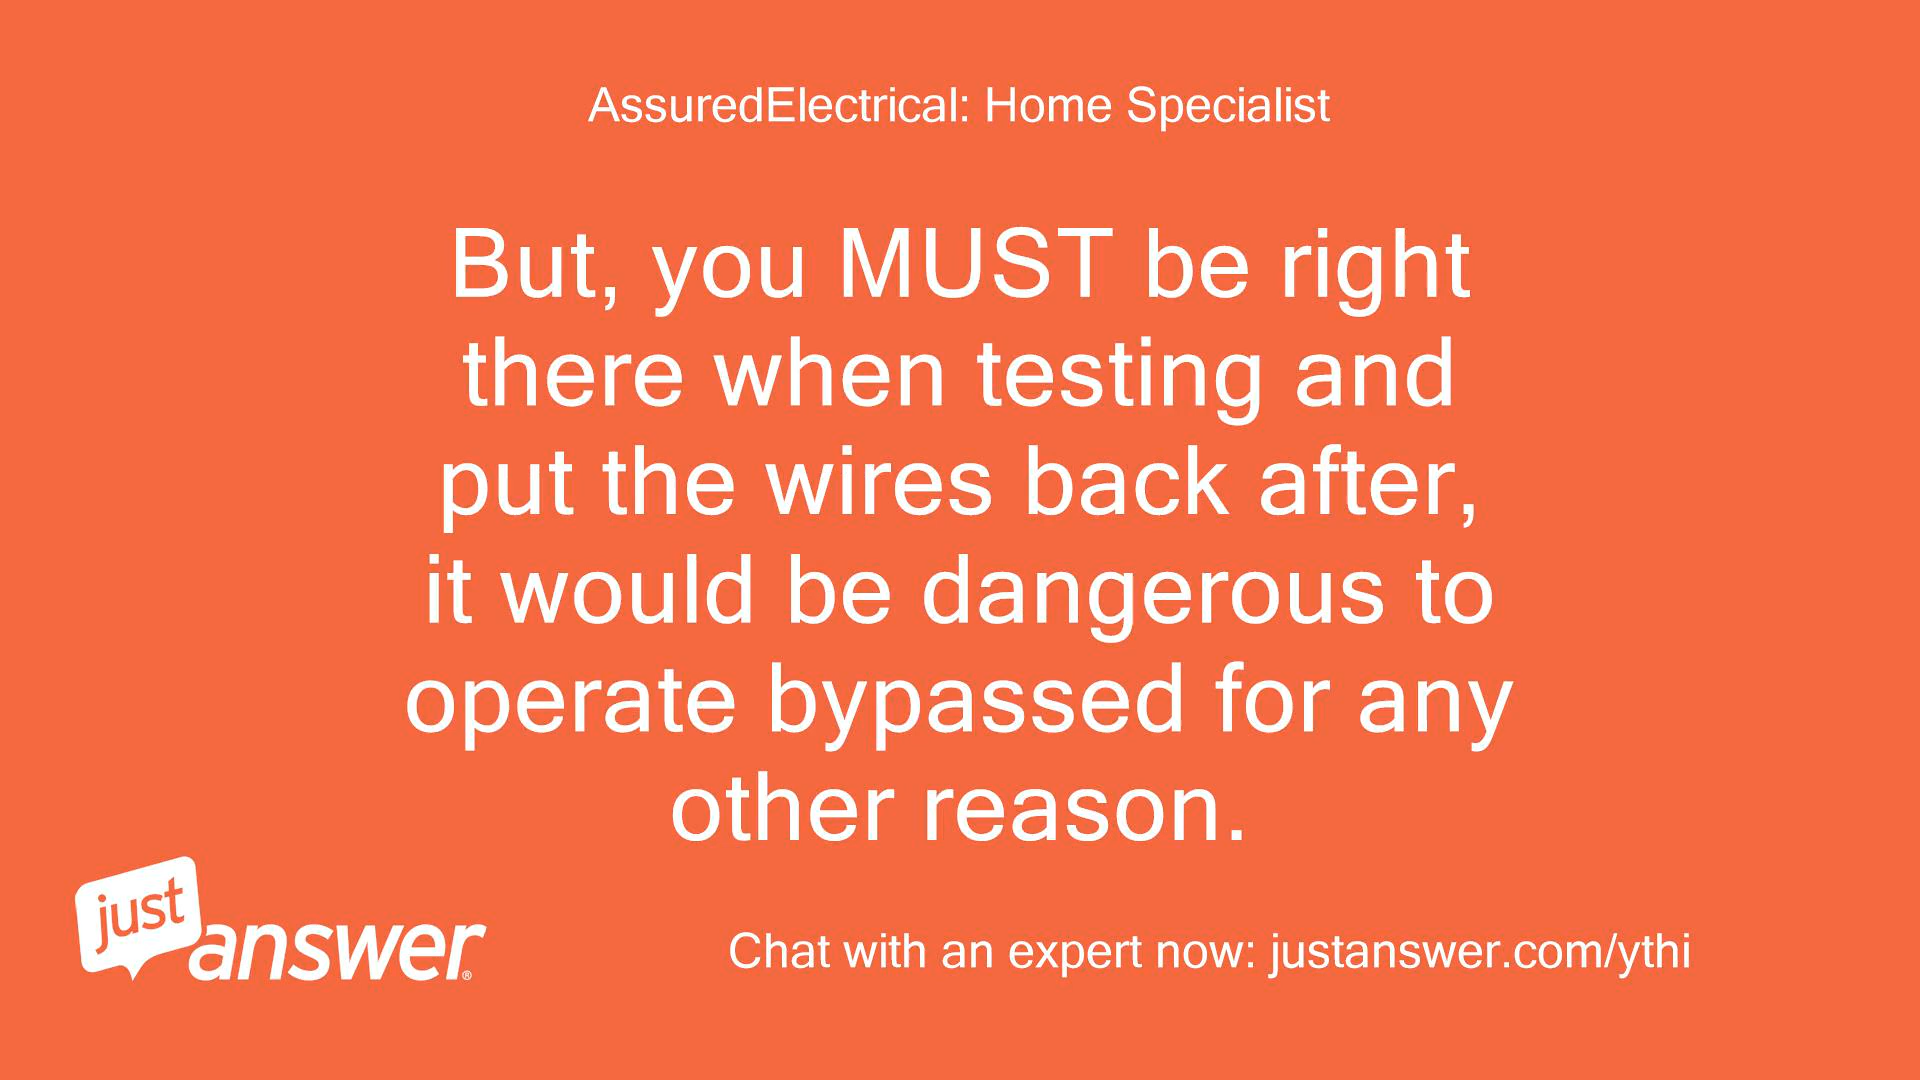 AssuredElectrical: Home Specialist
But, you MUST be right
there when testing and
put the wires back after,
it would be dangerous to
operate bypassed for any
other reason.
just
answer®
Chat with an expert now: justanswer.com/ythi